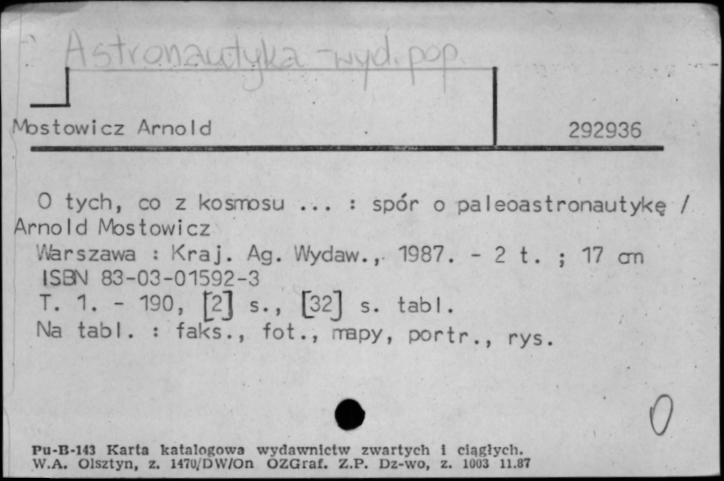 Astronautyka - wyd. pop.
Mostowicz Arnold 292936
O tych, co z kosmosu ... : spór o paleoastronautykę /
Arnold Mostowicz
Warszawa : Kraj. Ag. Wydaw., 1987. - 2 t. ; 17 cm
ISBN 83-03-01592-3
T. 1. - 190, [2] s., [32] s. tabl.
Na tabl. : faks., fot., mapy, portr., rys.
0
Pu-B-143 Karta katalogowa wydawnictw zwartych i ciągłych.
W.A. Olsztyn, z. 1470/DW/On OZGraf. Z.P. Dz-wo, z. 1003 11.87